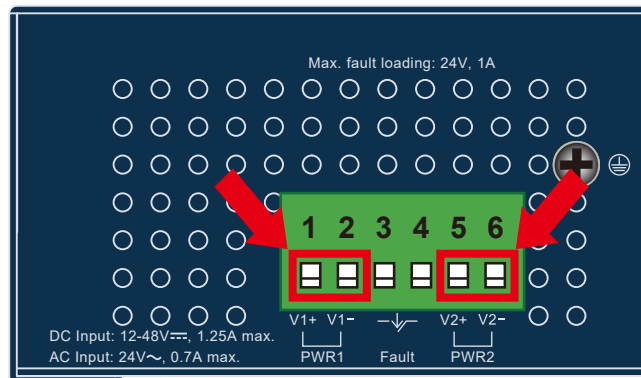 Max. fault loading: 24V, 1A
1 2 3 4 5 6
V1+ V1− V2+ V2−
DC Input: 12-48V⎓, 1.25A max.
AC Input: 24V～, 0.7A max.
PWR1 Fault PWR2